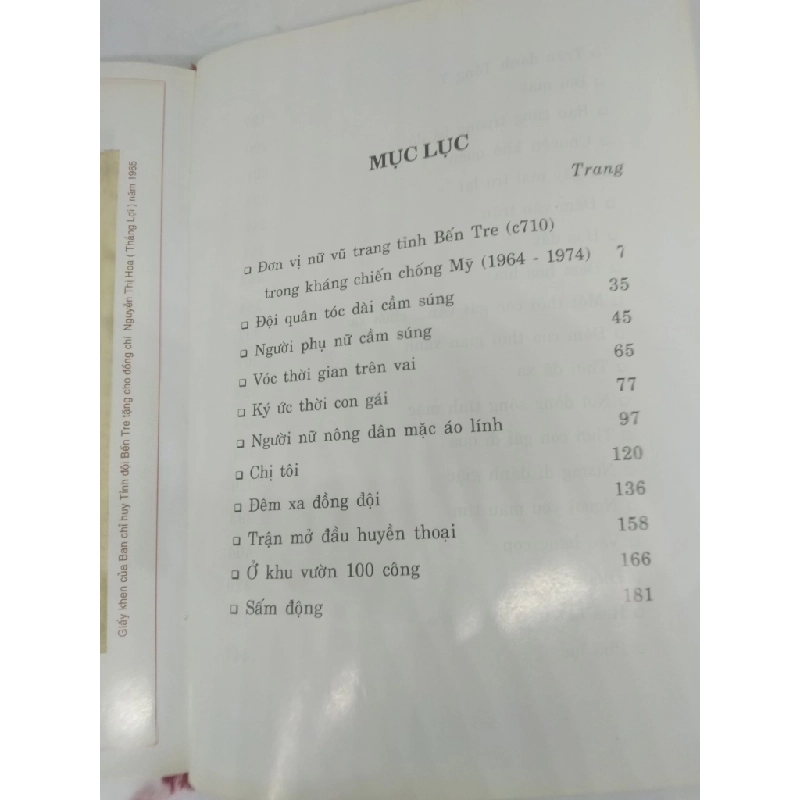 Giấy khen của Ban chỉ huy Tỉnh đội Bến Tre tặng cho đồng chí Nguyễn Thị Hoa ( Thắng Lợi ) năm 1965
MỤC LỤC
Trang
❑ Đơn vị nữ vũ trang tỉnh Bến Tre (c710)
trong kháng chiến chống Mỹ (1964 - 1974) 7
❑ Đội quân tóc dài cầm súng 35
❑ Người phụ nữ cầm súng 45
❑ Vóc thời gian trên vai 65
❑ Ký ức thời con gái 77
❑ Người nữ nông dân mặc áo lính 97
❑ Chị tôi 120
❑ Đêm xa đồng đội 136
❑ Trận mở đầu huyền thoại 158
❑ Ở khu vườn 100 công 166
❑ Sấm động 181